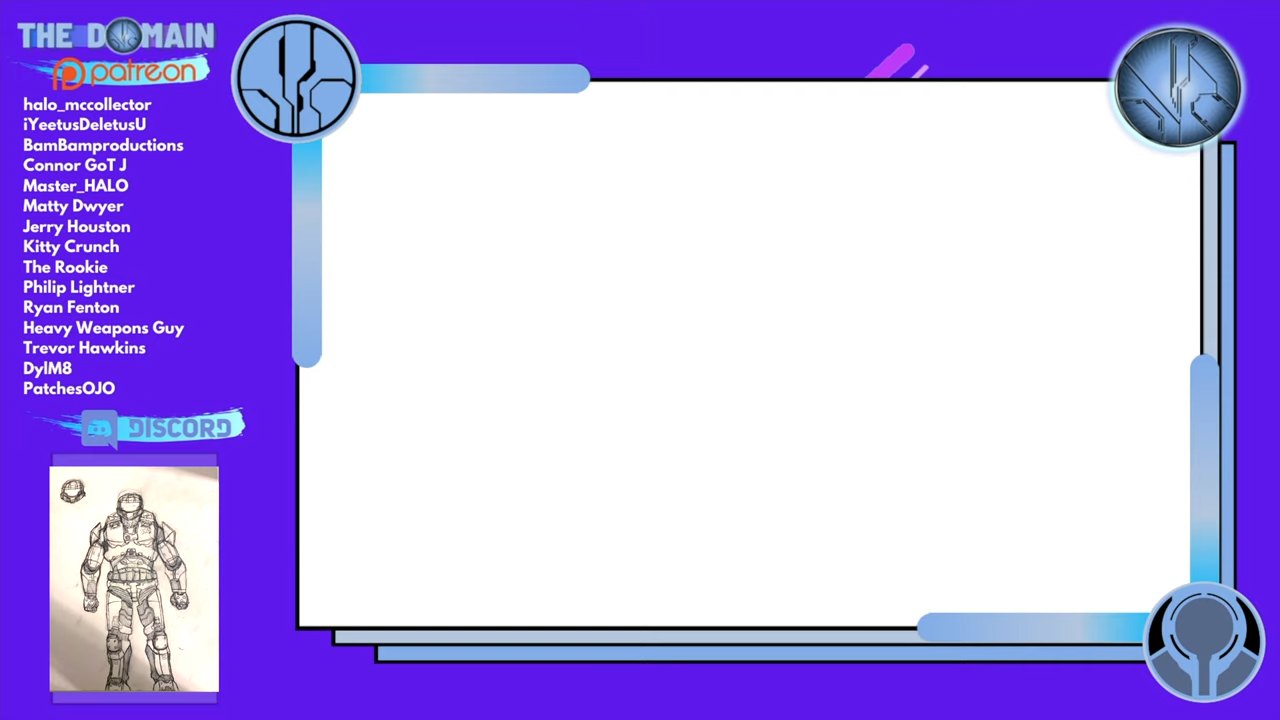 THE DOMAIN
patreon
halo_mccollector
iYeetusDeletusU
BamBamproductions
Connor GoT J
Master_HALO
Matty Dwyer
Jerry Houston
Kitty Crunch
The Rookie
Philip Lightner
Ryan Fenton
Heavy Weapons Guy
Trevor Hawkins
DylM8
PatchesOJO
DISCORD